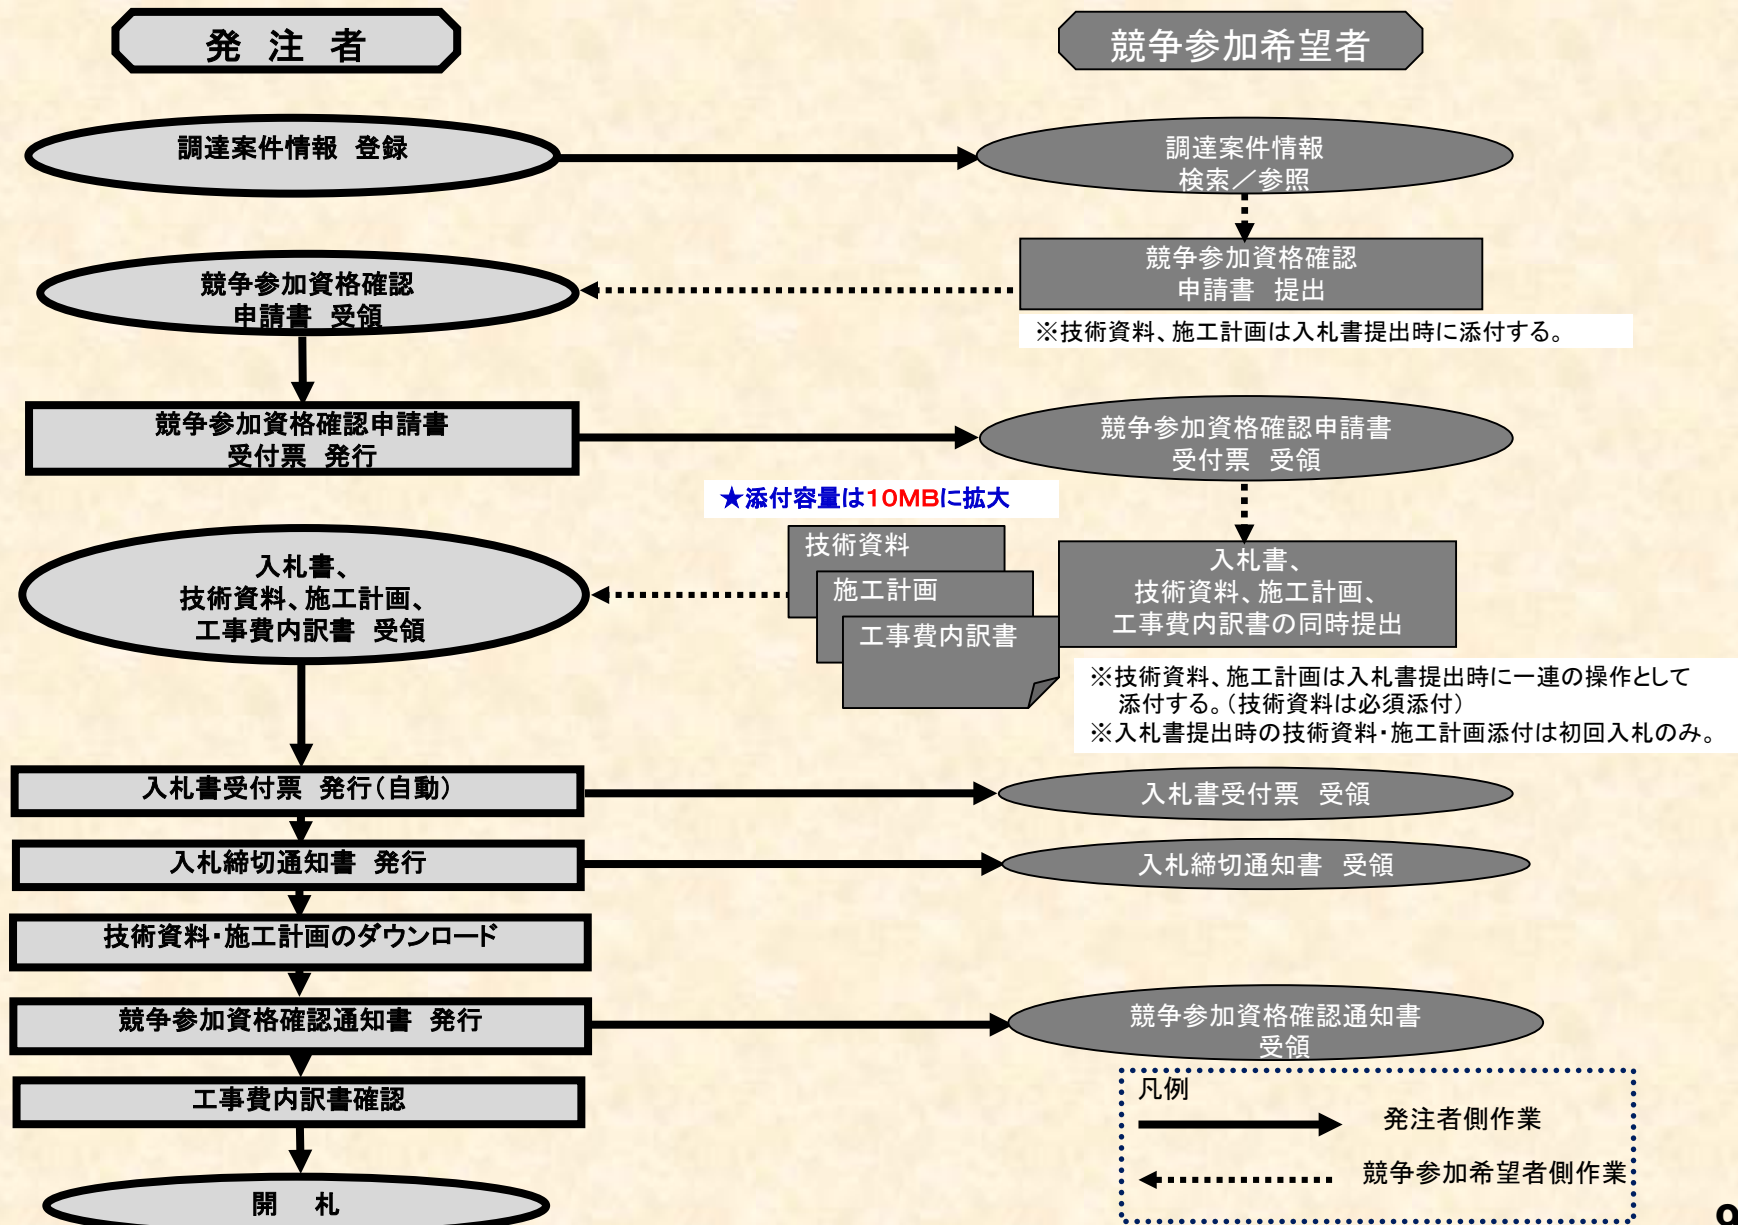 発 注 者
競争参加希望者
調達案件情報 登録
調達案件情報
検索／参照
競争参加資格確認
申請書 受領
競争参加資格確認
申請書 提出
※技術資料、施工計画は入札書提出時に添付する。
競争参加資格確認申請書
受付票 発行
競争参加資格確認申請書
受付票 受領
★添付容量は10MBに拡大
入札書、
技術資料、施工計画、
工事費内訳書 受領
技術資料
施工計画
工事費内訳書
入札書、
技術資料、施工計画、
工事費内訳書の同時提出
※技術資料、施工計画は入札書提出時に一連の操作として
添付する。（技術資料は必須添付）
※入札書提出時の技術資料・施工計画添付は初回入札のみ。
入札書受付票 発行（自動）
入札書受付票 受領
入札締切通知書 発行
入札締切通知書 受領
技術資料・施工計画のダウンロード
競争参加資格確認通知書 発行
競争参加資格確認通知書
受領
工事費内訳書確認
開 札
凡例
発注者側作業
競争参加希望者側作業
9